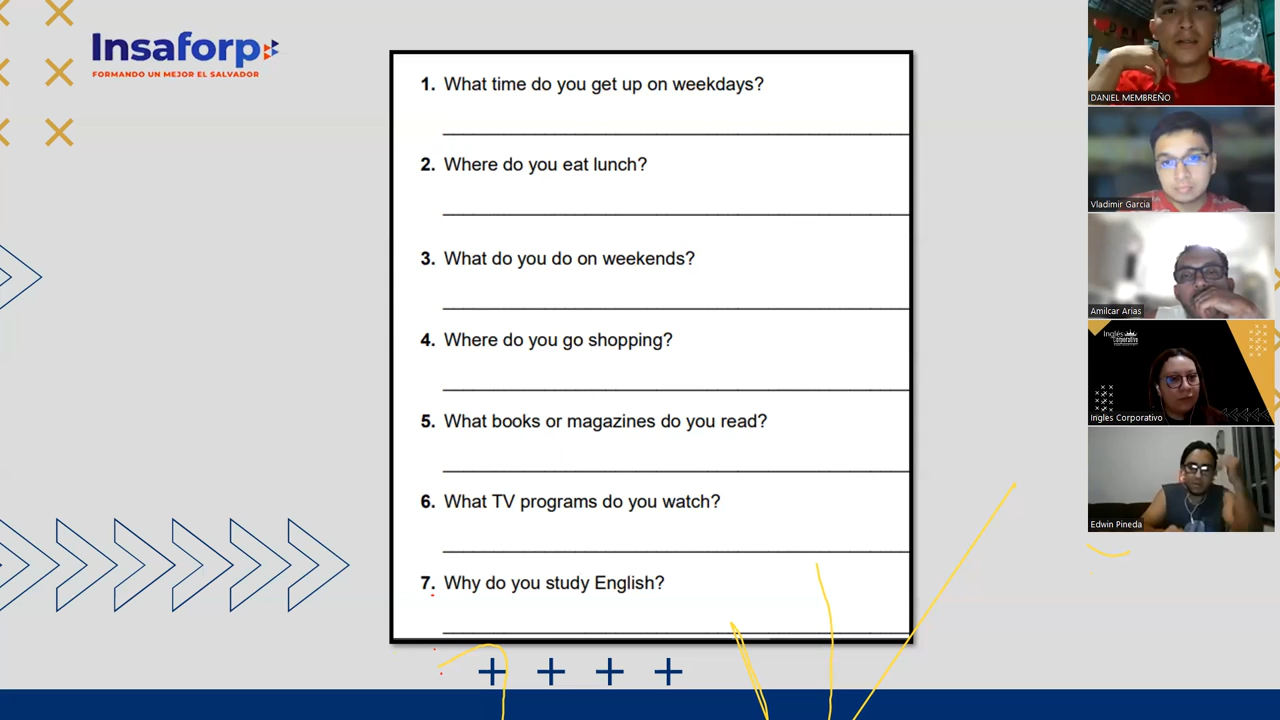 Insaforp
FORMANDO UN MEJOR EL SALVADOR
1. What time do you get up on weekdays?
2. Where do you eat lunch?
3. What do you do on weekends?
4. Where do you go shopping?
5. What books or magazines do you read?
6. What TV programs do you watch?
7. Why do you study English?
DANIEL MEMBREÑO
Vladimir Garcia
Amilcar Arias
Inglés
Corporativo
Ingles Corporativo
Edwin Pineda